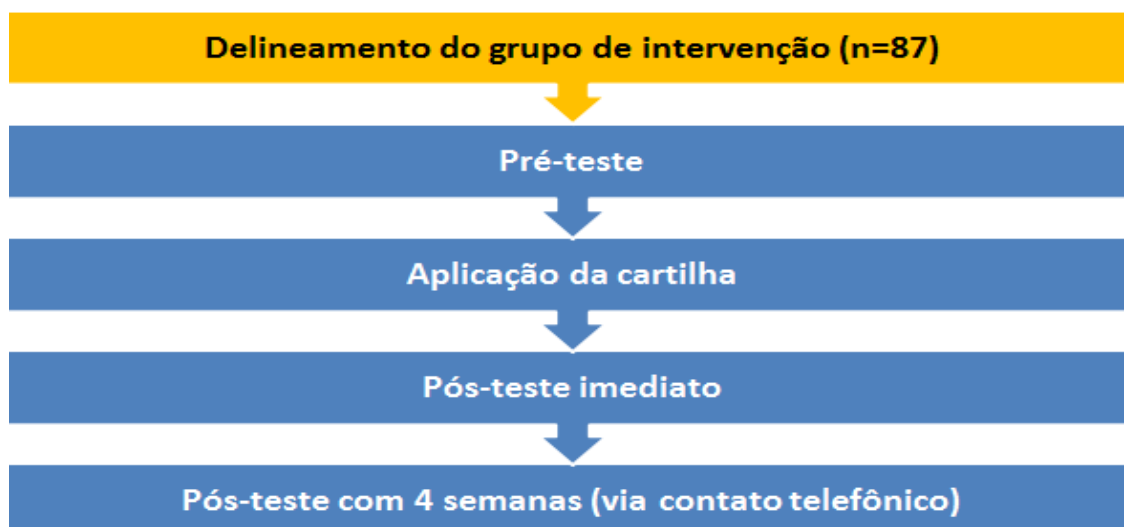 Delineamento do grupo de intervenção (n=87)
Pré-teste
Aplicação da cartilha
Pós-teste imediato
Pós-teste com 4 semanas (via contato telefônico)